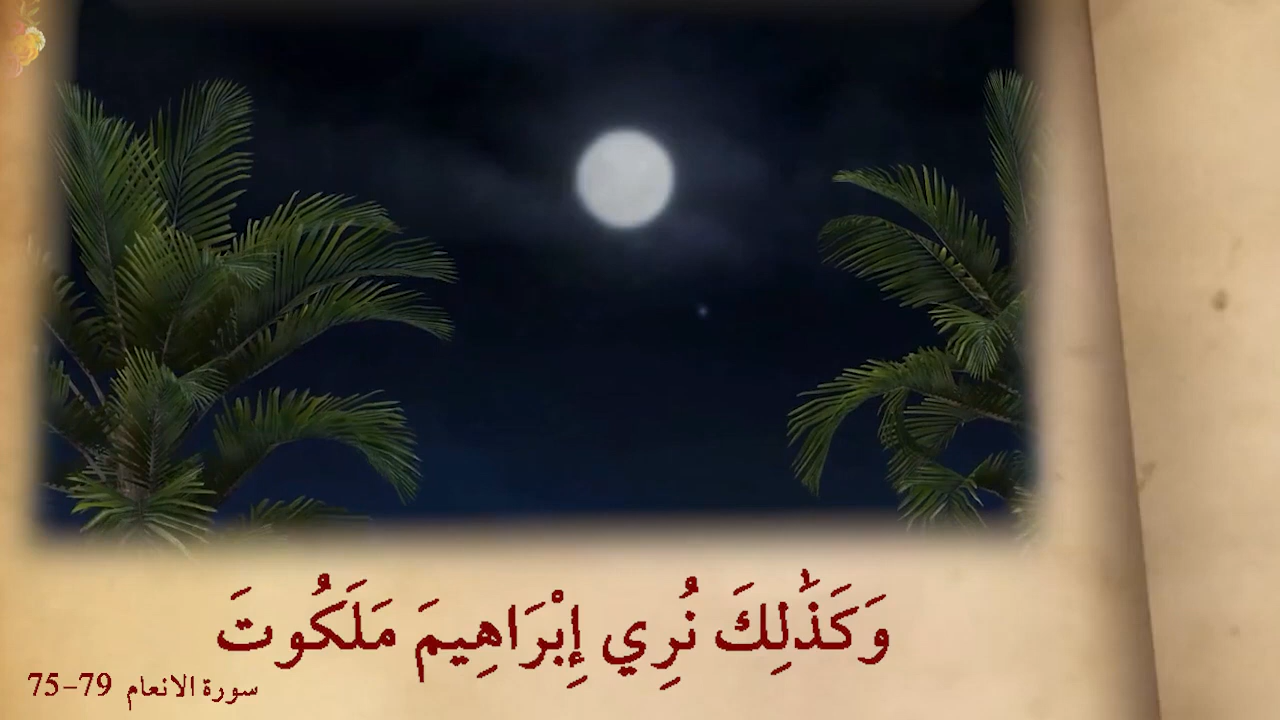 وَكَذَٰلِكَ نُرِي إِبْرَاهِيمَ مَلَكُوتَ
سورة الانعام 79-75